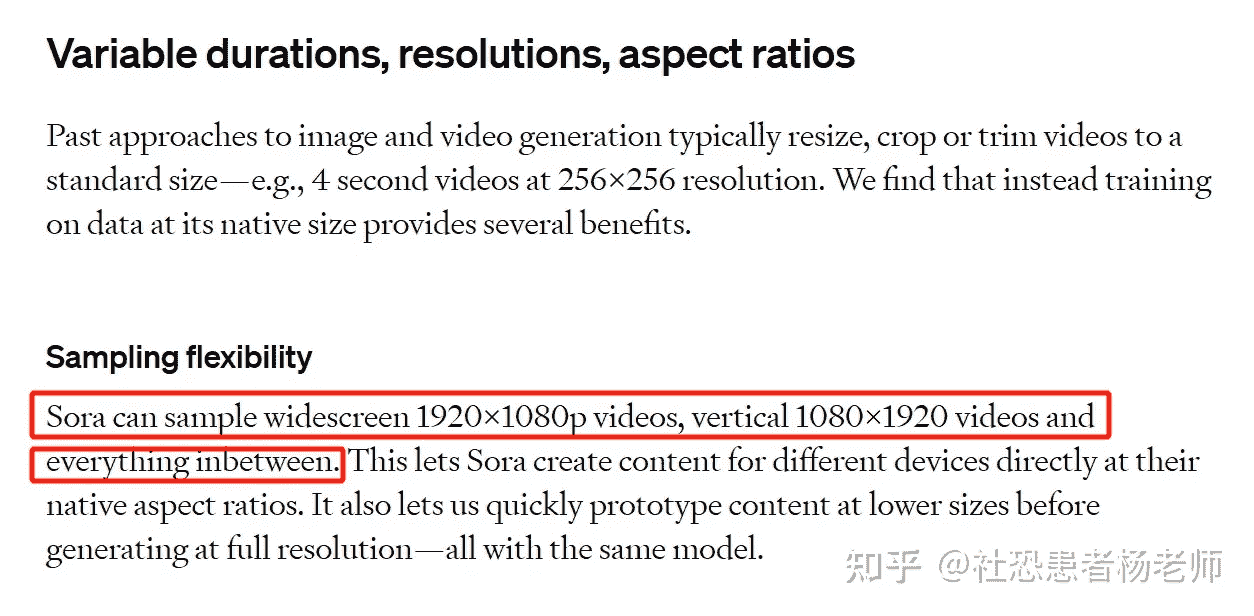 Variable durations, resolutions, aspect ratios
Past approaches to image and video generation typically resize, crop or trim videos to a
standard size—e.g., 4 second videos at 256×256 resolution. We find that instead training
on data at its native size provides several benefits.
Sampling flexibility
Sora can sample widescreen 1920×1080p videos, vertical 1080×1920 videos and
everything inbetween. This lets Sora create content for different devices directly at their
native aspect ratios. It also lets us quickly prototype content at lower sizes before
generating at full resolution—all with the same model.
知乎 @社恐患者杨老师